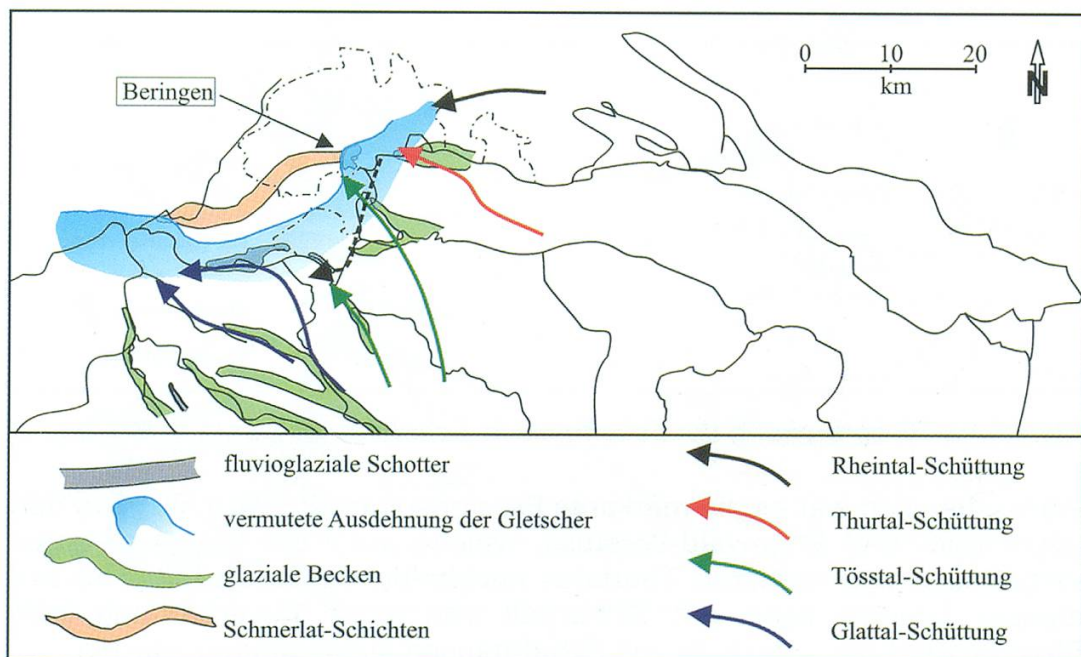 0 10 20
km
N
Beringen
fluvioglaziale Schotter
vermutete Ausdehnung der Gletscher
glaziale Becken
Schmerlat-Schichten
Rheintal-Schüttung
Thurtal-Schüttung
Tösstal-Schüttung
Glattal-Schüttung